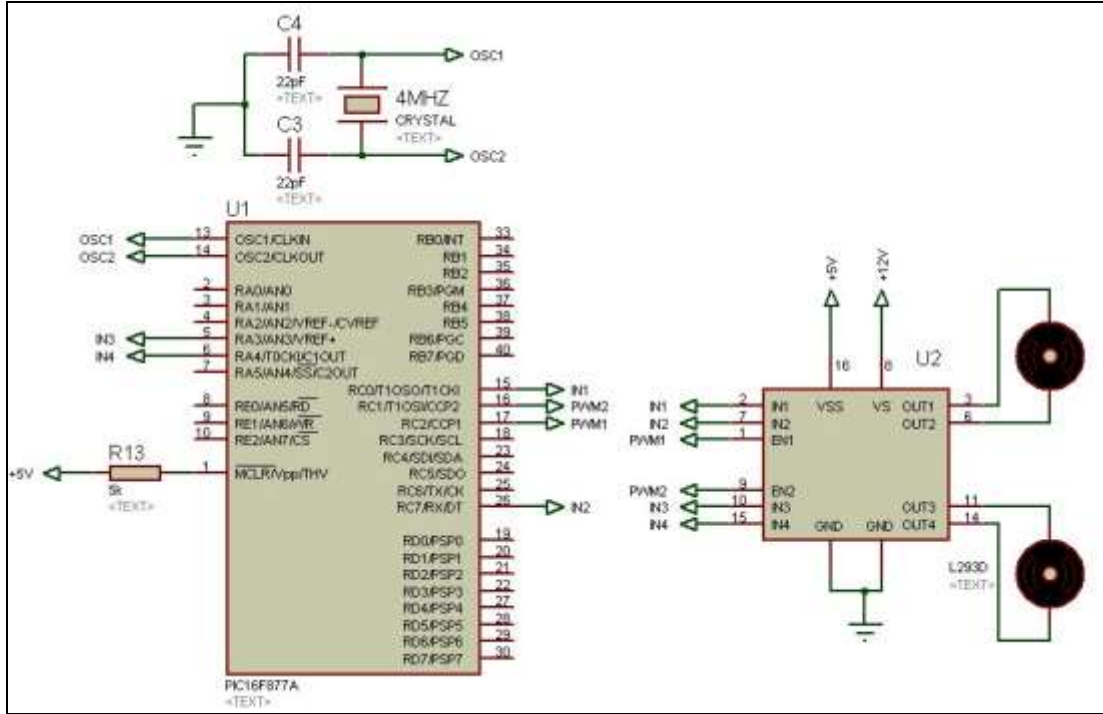 C4
22pF
<TEXT>
OSC1
4MHZ
CRYSTAL
<TEXT>
C3
22pF
<TEXT>
OSC2
U1
OSC1 13 OSC1/CLKIN
OSC2 14 OSC2/CLKOUT
2 RA0/AN0
3 RA1/AN1
4 RA2/AN2/VREF-/CVREF
IN3 5 RA3/AN3/VREF+
IN4 6 RA4/T0CKI/C1OUT
7 RA5/AN4/SS/C2OUT
8 RE0/AN5/RD
9 RE1/AN6/WR
10 RE2/AN7/CS
R13
+5V 1 MCLR/Vpp/THV
5k
<TEXT>
RB0/INT 33
RB1 34
RB2 35
RB3/PGM 36
RB4 37
RB5 38
RB6/PGC 39
RB7/PGD 40
RC0/T1OSO/T1CKI 15 IN1
RC1/T1OSI/CCP2 16 PWM2
RC2/CCP1 17 PWM1
RC3/SCK/SCL 18
RC4/SDI/SDA 23
RC5/SDO 24
RC6/TX/CK 25
RC7/RX/DT 26 IN2
RD0/PSP0 19
RD1/PSP1 20
RD2/PSP2 21
RD3/PSP3 22
RD4/PSP4 27
RD5/PSP5 28
RD6/PSP6 29
RD7/PSP7 30
PIC16F877A
<TEXT>
+5V
+12V
U2
16 8
VSS VS
IN1 2 IN1
IN2 7 IN2
PWM1 1 EN1
PWM2 9 EN2
IN3 10 IN3
IN4 15 IN4
OUT1 3
OUT2 6
OUT3 11
OUT4 14
GND GND
L293D
<TEXT>